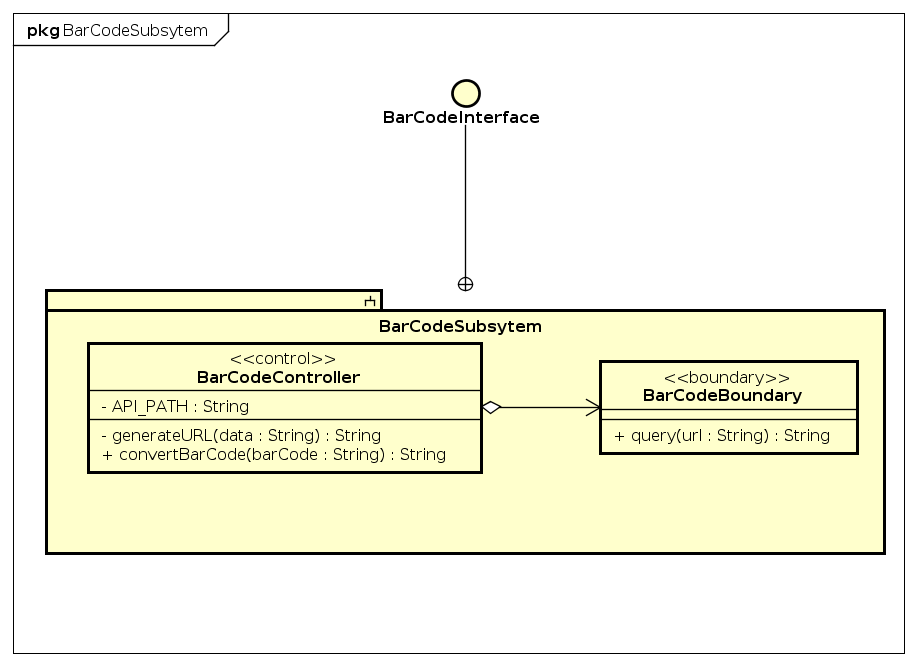 pkg BarCodeSubsytem
BarCodeInterface
BarCodeSubsytem
<<control>>
BarCodeController
- API_PATH : String
- generateURL(data : String) : String
+ convertBarCode(barCode : String) : String
<<boundary>>
BarCodeBoundary
+ query(url : String) : String